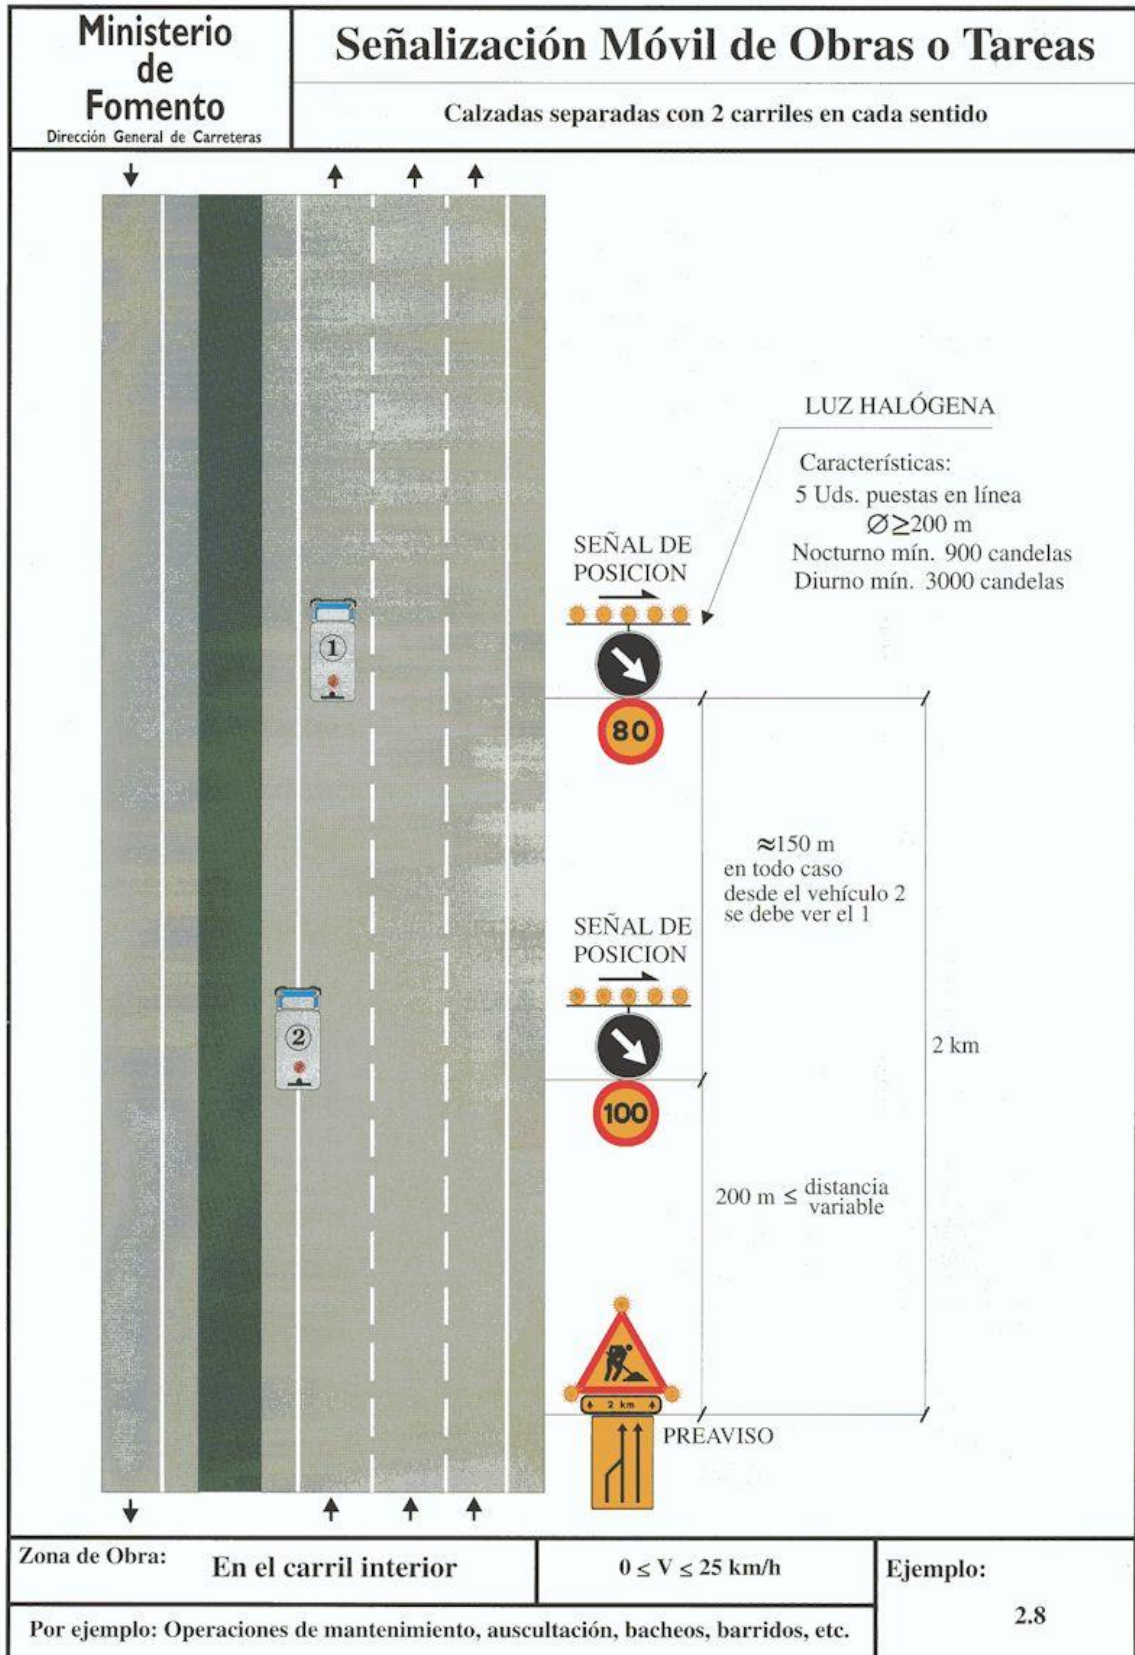 Ministerio
de
Fomento
Dirección General de Carreteras
Señalización Móvil de Obras o Tareas
Calzadas separadas con 2 carriles en cada sentido
LUZ HALÓGENA
Características:
5 Uds. puestas en línea
Ø≥200 m
Nocturno mín. 900 candelas
Diurno mín. 3000 candelas
SEÑAL DE
POSICION
1
80
≈150 m
en todo caso
desde el vehículo 2
se debe ver el 1
SEÑAL DE
POSICION
2
2 km
100
200 m ≤ distancia
variable
2 km
PREAVISO
Zona de Obra: En el carril interior
0 ≤ V ≤ 25 km/h
Ejemplo:
2.8
Por ejemplo: Operaciones de mantenimiento, auscultación, bacheos, barridos, etc.